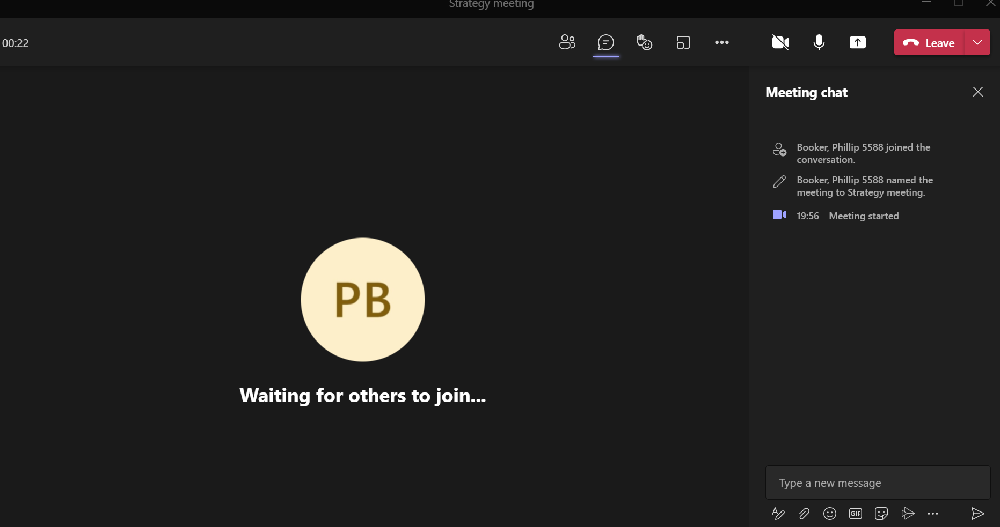 Strategy meeting
00:22
Leave
Meeting chat
Booker, Phillip 5588 joined the
conversation.
Booker, Phillip 5588 named the
meeting to Strategy meeting.
19:56 Meeting started
PB
Waiting for others to join...
Type a new message
GIF